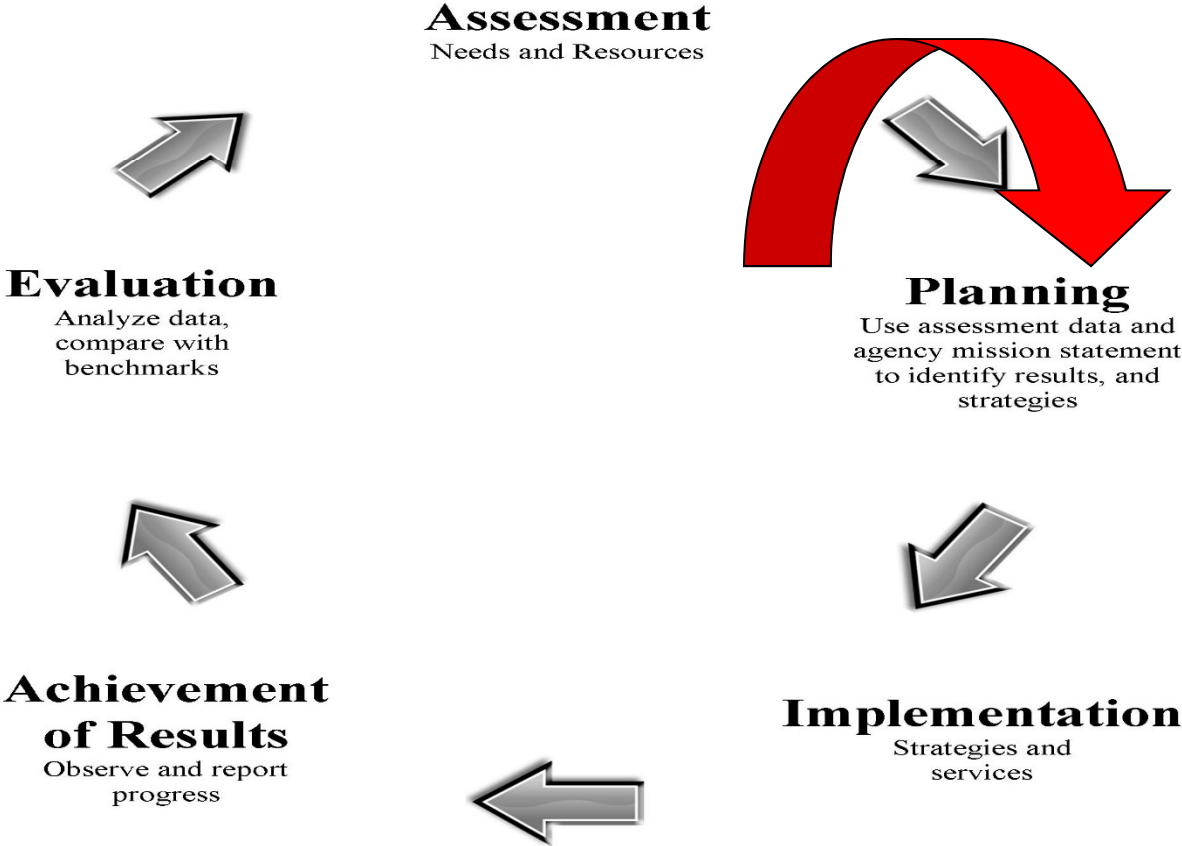 Assessment
Needs and Resources
Planning
Use assessment data and
agency mission statement
to identify results, and
strategies
Implementation
Strategies and
services
Achievement
of Results
Observe and report
progress
Evaluation
Analyze data,
compare with
benchmarks